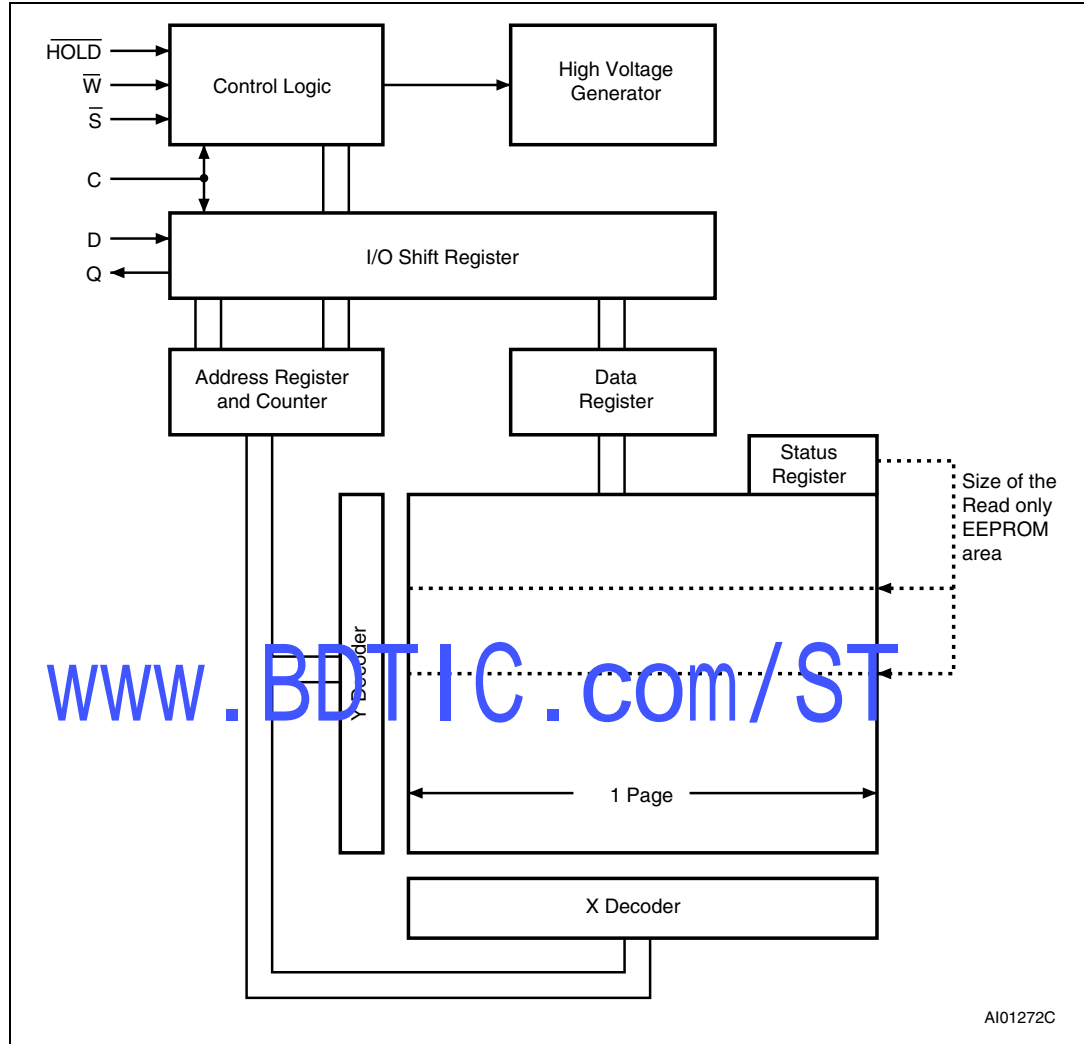 HOLD
W
S
C
D
Q
Control Logic
High Voltage
Generator
I/O Shift Register
Address Register
and Counter
Data
Register
Status
Register
Size of the
Read only
EEPROM
area
Y Decoder
www.BDTIC.com/ST
1 Page
X Decoder
AI01272C